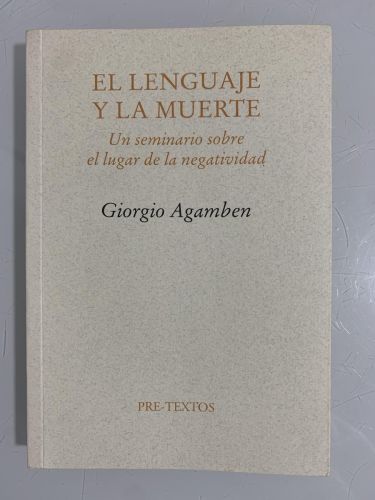 EL LENGUAJE
Y LA MUERTE
Un seminario sobre
el lugar de la negatividad
Giorgio Agamben
PRE-TEXTOS